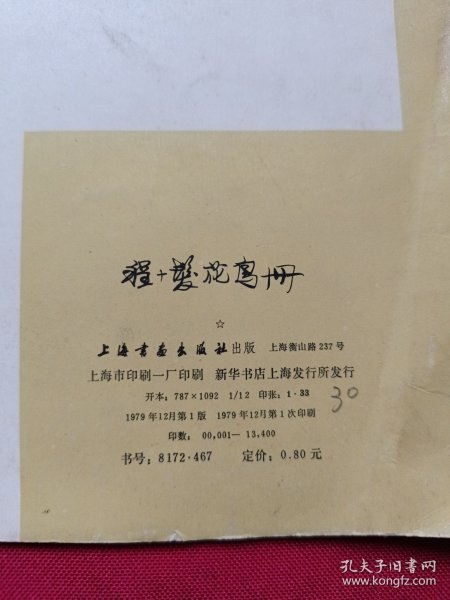 程十髮花鳥册
☆
上海書畫出版社出版 上海衡山路237号
上海市印刷一厂印刷 新华书店上海发行所发行
开本：787×1092 1/12 印张：1·33
30
1979年12月第1版 1979年12月第1次印刷
印数：00,001—13,400
书号：8172·467 定价：0.80元
孔夫子旧书网
www.kongfz.com